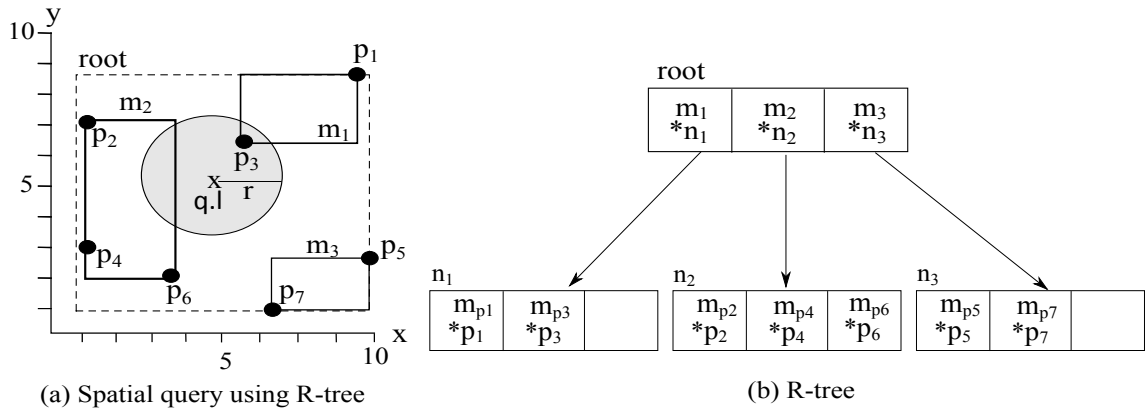 y
10
root
p1
m2
p2
m1
p3
5
x
r
q.l
p4
m3
p5
p6
p7
x
5
10
(a) Spatial query using R-tree
root
m1 m2 m3
*n1 *n2 *n3
n1
mp1 mp3
*p1 *p3
n2
mp2 mp4 mp6
*p2 *p4 *p6
n3
mp5 mp7
*p5 *p7
(b) R-tree